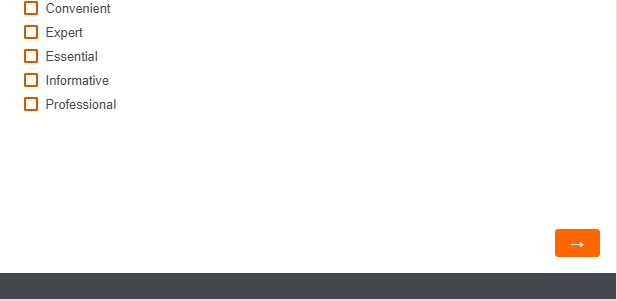 Convenient
Expert
Essential
Informative
Professional
→